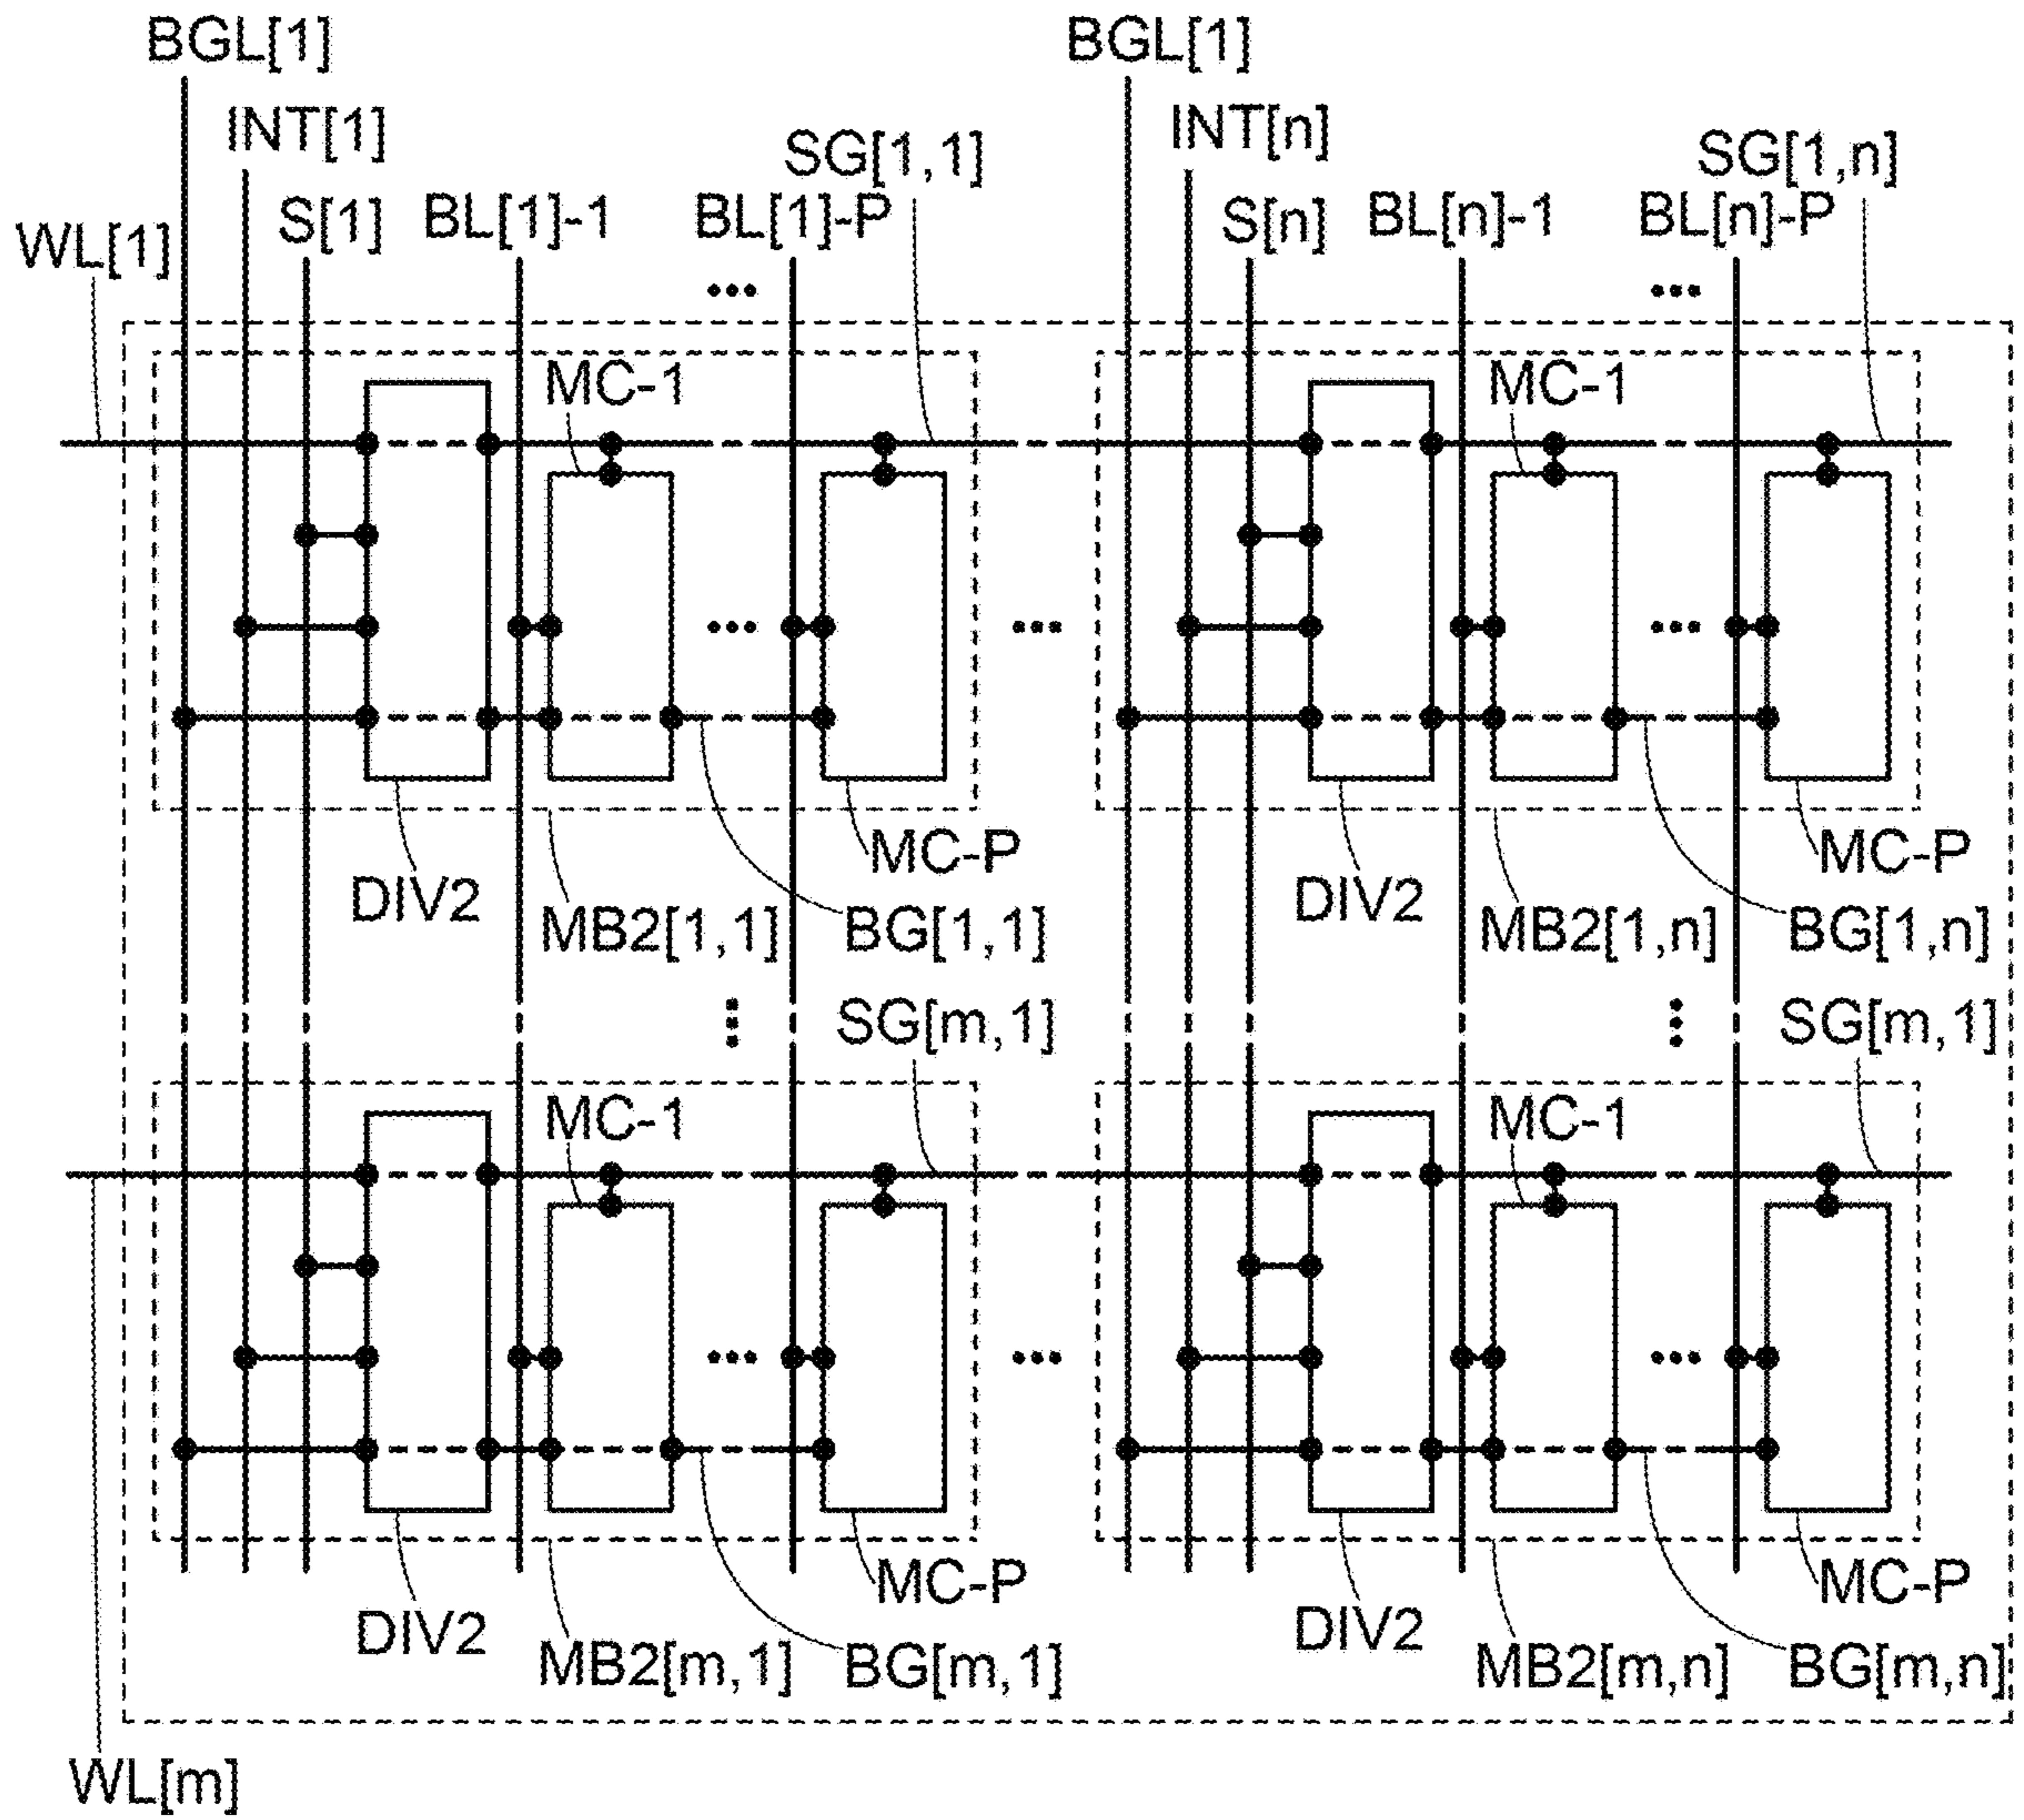 BGL[1] BGL[1]
INT[1] INT[n]
SG[1,1] SG[1,n]
S[1] BL[1]-1 BL[1]-P S[n] BL[n]-1 BL[n]-P
WL[1]
... ...
MC-1 MC-1
... ... ...
MC-P MC-P
DIV2 DIV2
MB2[1,1] BG[1,1] MB2[1,n] BG[1,n]
... SG[m,1] ... SG[m,1]
MC-1 MC-1
... ... ...
MC-P MC-P
DIV2 DIV2
MB2[m,1] BG[m,1] MB2[m,n] BG[m,n]
WL[m]